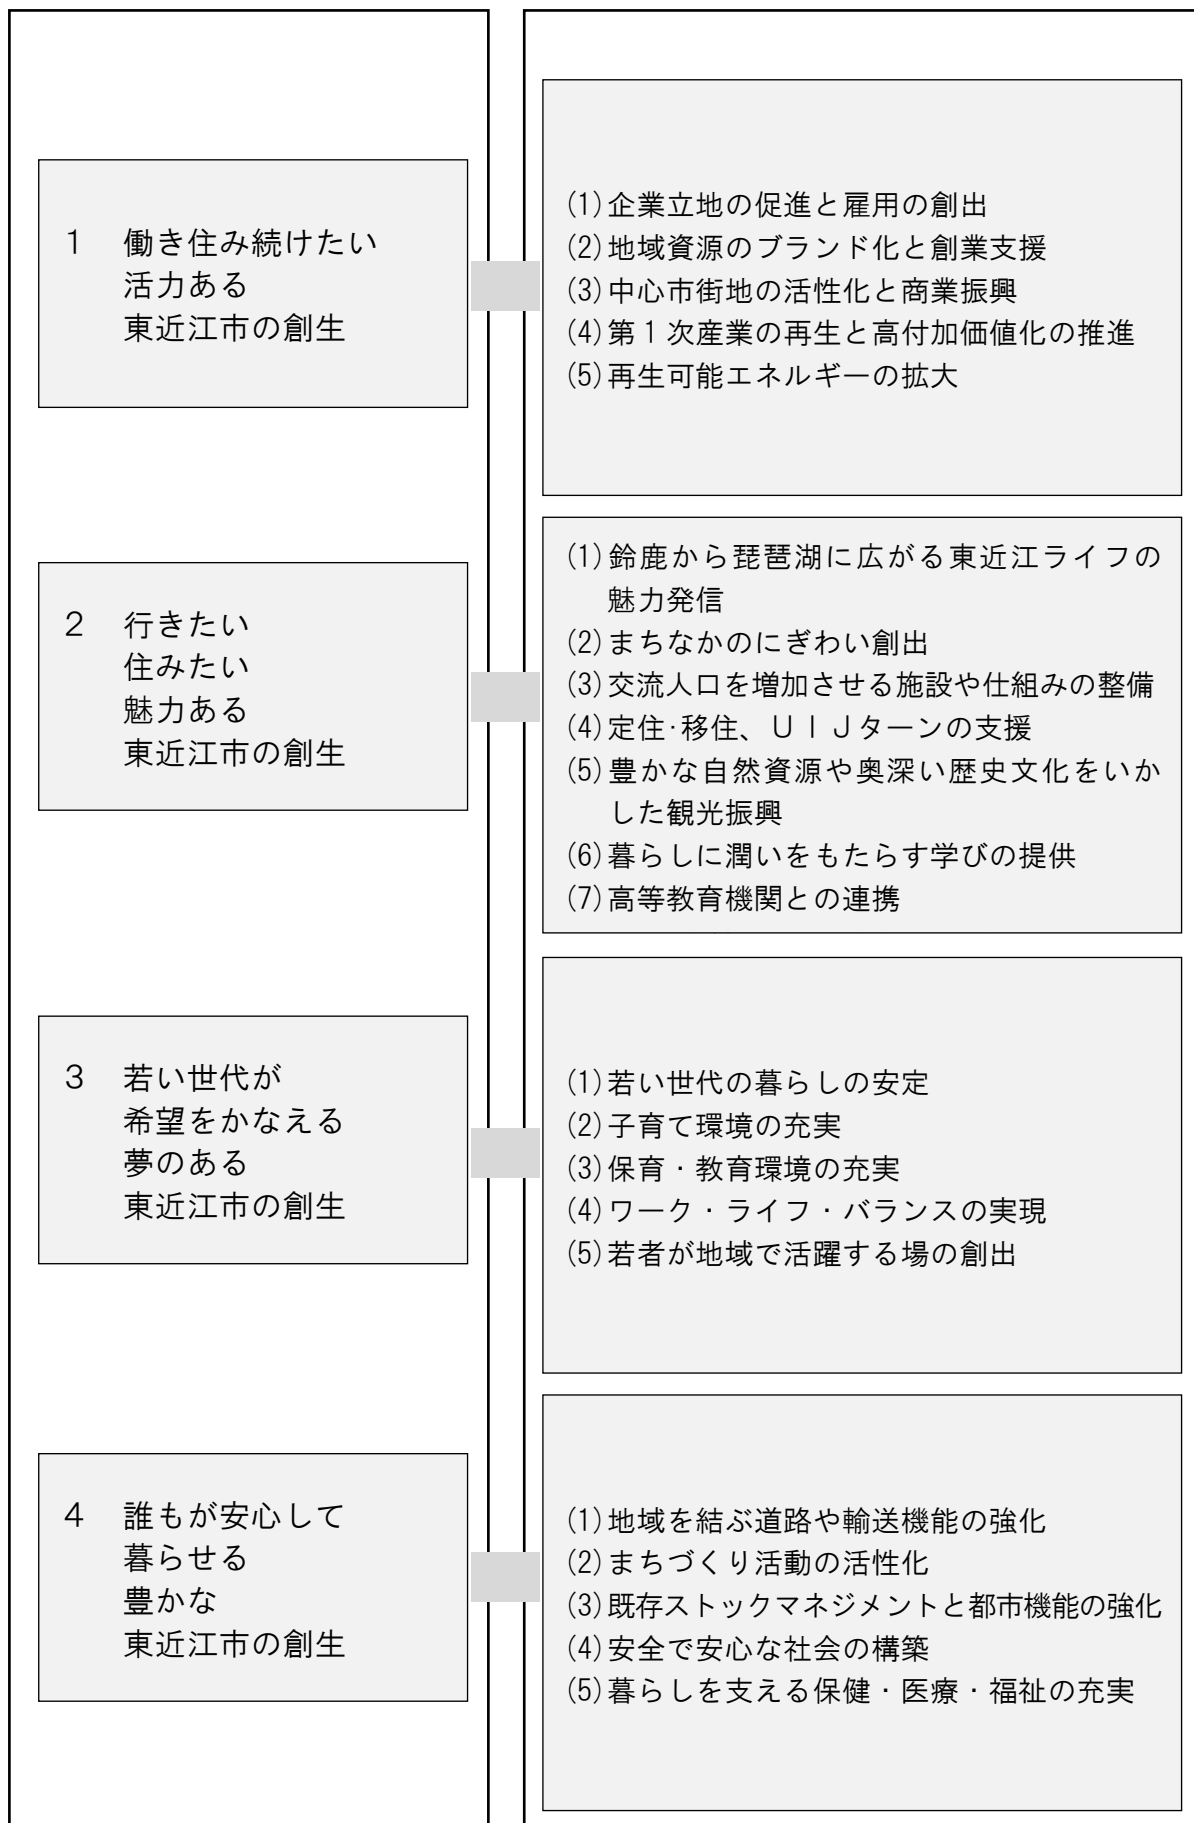 1 働き住み続けたい
活力ある
東近江市の創生
(1)企業立地の促進と雇用の創出
(2)地域資源のブランド化と創業支援
(3)中心市街地の活性化と商業振興
(4)第1次産業の再生と高付加価値化の推進
(5)再生可能エネルギーの拡大
2 行きたい
住みたい
魅力ある
東近江市の創生
(1)鈴鹿から琵琶湖に広がる東近江ライフの
魅力発信
(2)まちなかのにぎわい創出
(3)交流人口を増加させる施設や仕組みの整備
(4)定住・移住、UIJターンの支援
(5)豊かな自然資源や奥深い歴史文化をいか
した観光振興
(6)暮らしに潤いをもたらす学びの提供
(7)高等教育機関との連携
3 若い世代が
希望をかなえる
夢のある
東近江市の創生
(1)若い世代の暮らしの安定
(2)子育て環境の充実
(3)保育・教育環境の充実
(4)ワーク・ライフ・バランスの実現
(5)若者が地域で活躍する場の創出
4 誰もが安心して
暮らせる
豊かな
東近江市の創生
(1)地域を結ぶ道路や輸送機能の強化
(2)まちづくり活動の活性化
(3)既存ストックマネジメントと都市機能の強化
(4)安全で安心な社会の構築
(5)暮らしを支える保健・医療・福祉の充実